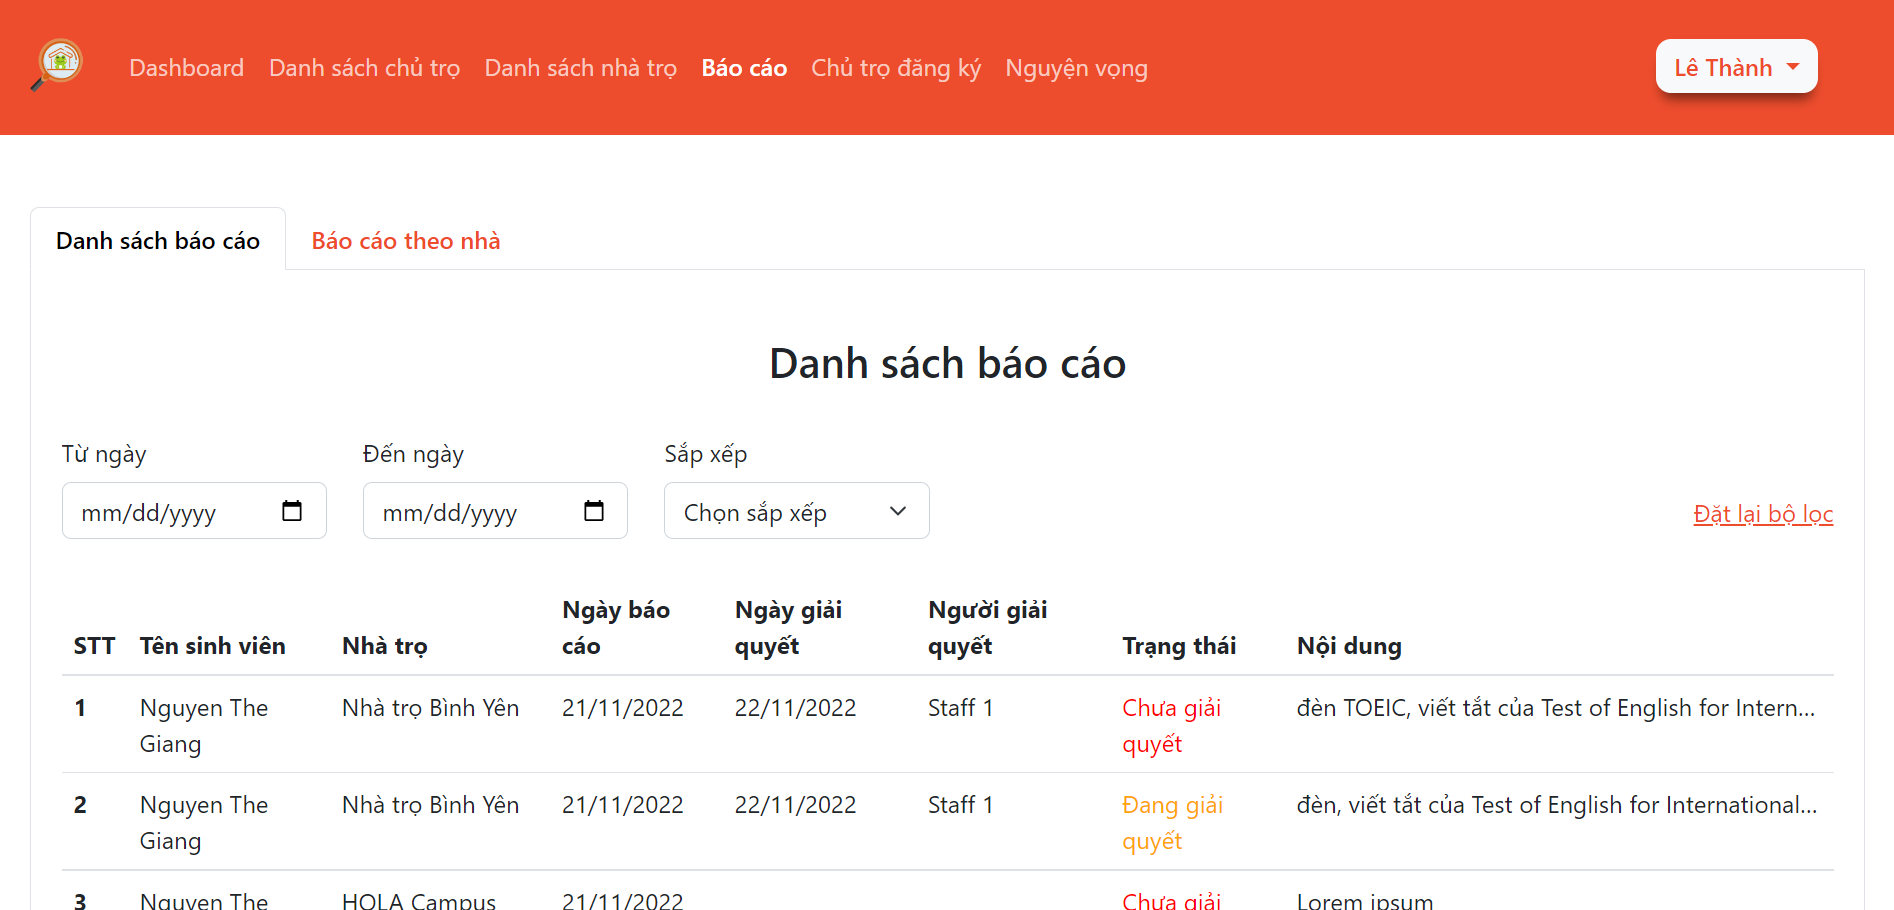 Dashboard Danh sách chủ trọ Danh sách nhà trọ Báo cáo Chủ trọ đăng ký Nguyện vọng Lê Thành
Danh sách báo cáo Báo cáo theo nhà
Danh sách báo cáo
Từ ngày Đến ngày Sắp xếp
mm/dd/yyyy mm/dd/yyyy Chọn sắp xếp Đặt lại bộ lọc
Ngày báo Ngày giải Người giải
STT Tên sinh viên Nhà trọ cáo quyết quyết Trạng thái Nội dung
1 Nguyen The Nhà trọ Bình Yên 21/11/2022 22/11/2022 Staff 1 Chưa giải đèn TOEIC, viết tắt của Test of English for Intern...
Giang quyết
2 Nguyen The Nhà trọ Bình Yên 21/11/2022 22/11/2022 Staff 1 Đang giải đèn, viết tắt của Test of English for International...
Giang quyết
3 Nguyen The HOLA Campus 21/11/2022 Chưa giải Lorem ipsum